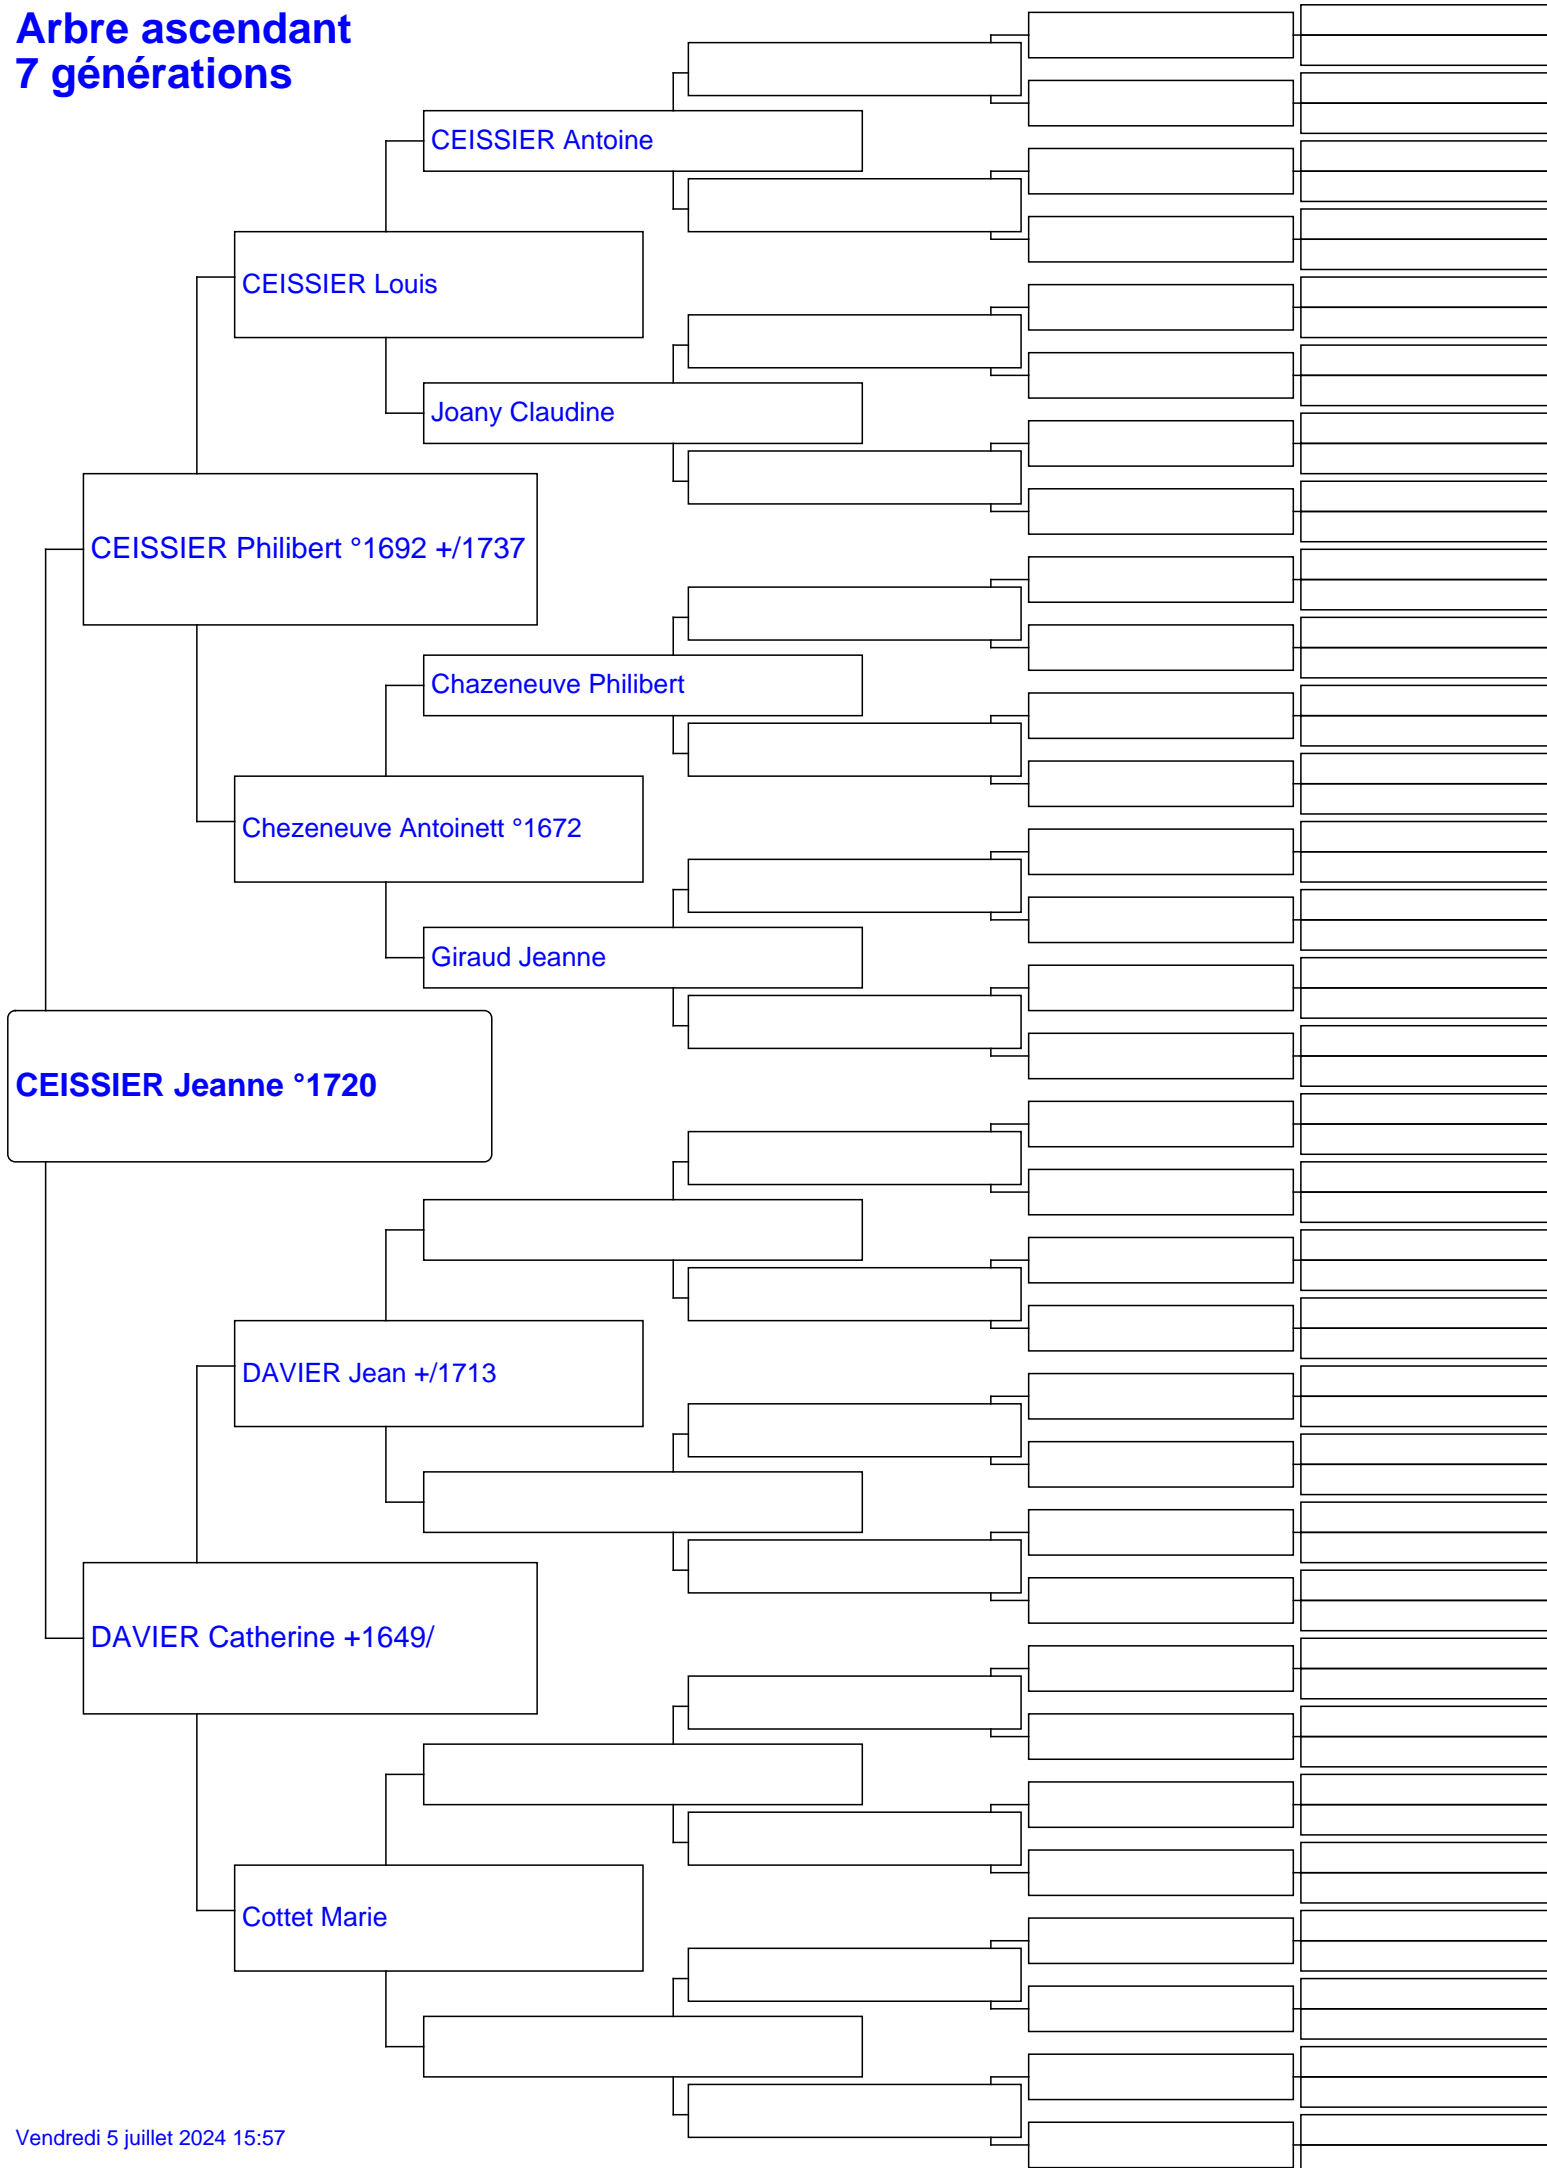 Arbre ascendant
7 générations
CEISSIER Antoine
CEISSIER Louis
Joany Claudine
CEISSIER Philibert °1692 +/1737
Chazeneuve Philibert
Chezeneuve Antoinett °1672
Giraud Jeanne
CEISSIER Jeanne °1720
DAVIER Jean +/1713
DAVIER Catherine +1649/
Cottet Marie
Vendredi 5 juillet 2024 15:57